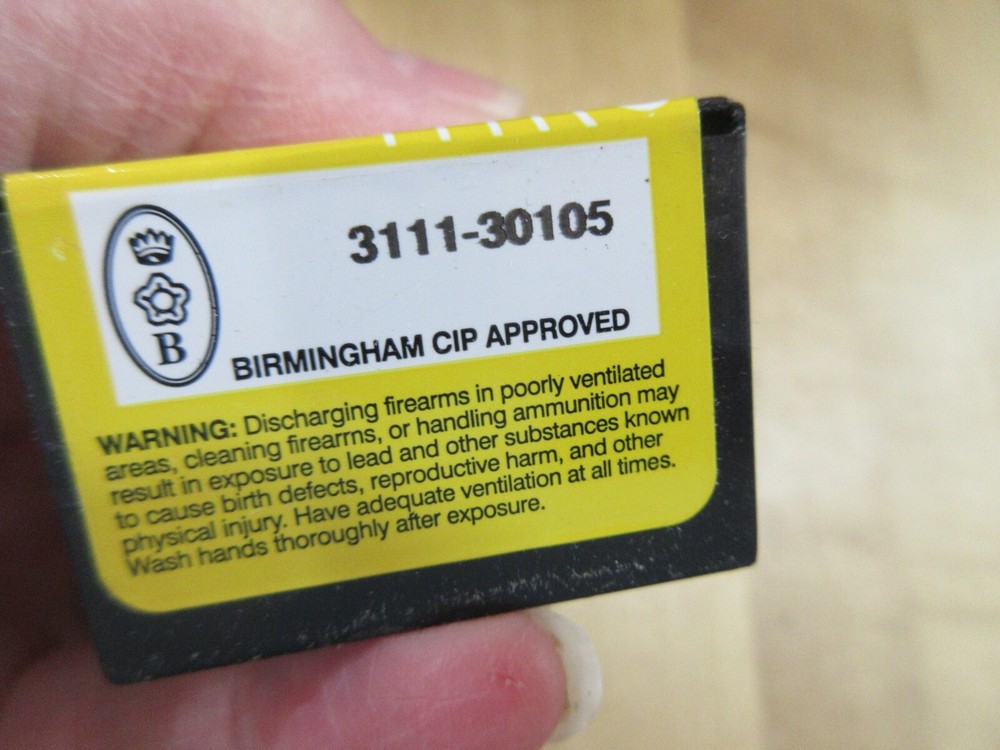 3111-30105
B
BIRMINGHAM CIP APPROVED
WARNING: Discharging firearms in poorly ventilated
areas, cleaning firearms, or handling ammunition may
result in exposure to lead and other substances known
to cause birth defects, reproductive harm, and other
physical injury. Have adequate ventilation at all times.
Wash hands thoroughly after exposure.